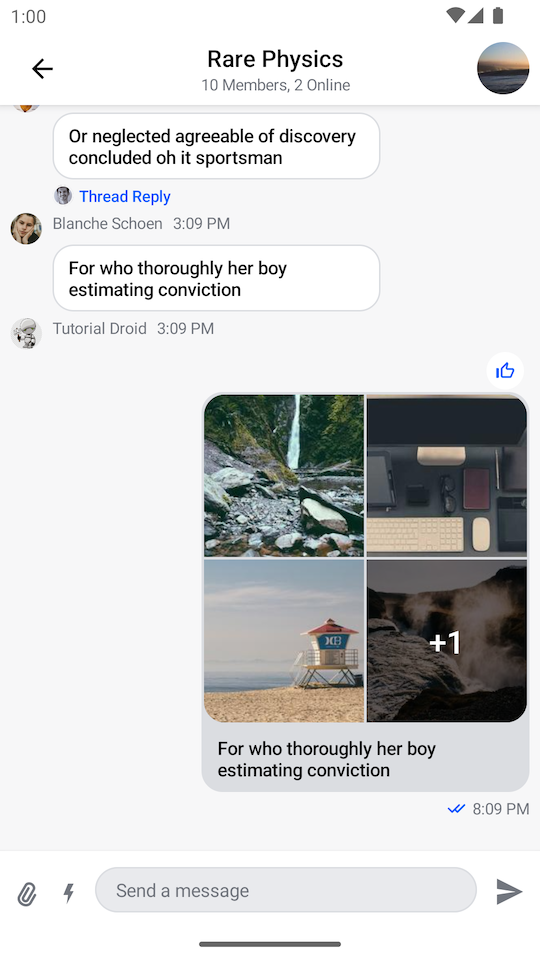 1:00
Rare Physics
10 Members, 2 Online
Or neglected agreeable of discovery
concluded oh it sportsman
Thread Reply
Blanche Schoen 3:09 PM
For who thoroughly her boy
estimating conviction
Tutorial Droid 3:09 PM
+1
For who thoroughly her boy
estimating conviction
8:09 PM
Send a message